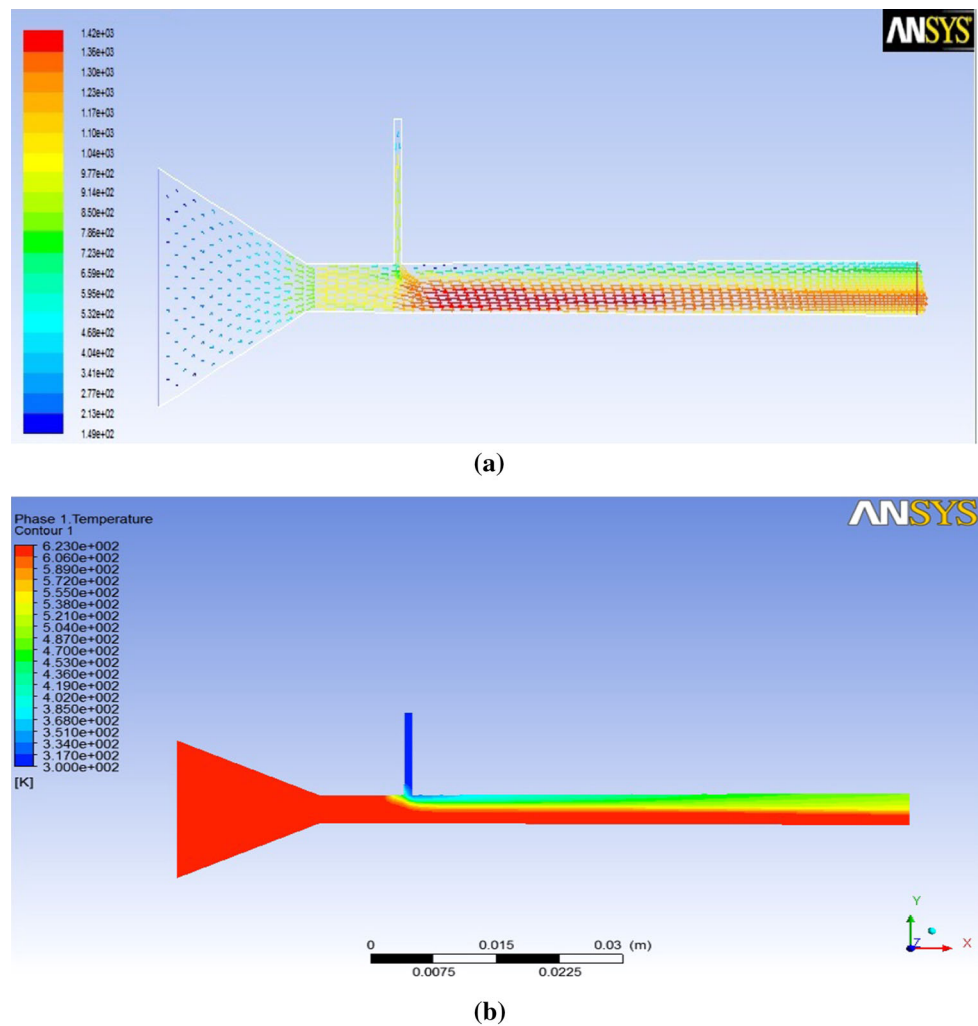 ANSYS
1.42e+03
1.36e+03
1.30e+03
1.23e+03
1.17e+03
1.10e+03
1.04e+03
9.77e+02
9.14e+02
8.50e+02
7.86e+02
7.23e+02
6.59e+02
5.95e+02
5.32e+02
4.68e+02
4.04e+02
3.41e+02
2.77e+02
2.13e+02
1.49e+02
(a)
Phase 1.Temperature
Contour 1
ANSYS
6.230e+002
6.060e+002
5.890e+002
5.720e+002
5.550e+002
5.380e+002
5.210e+002
5.040e+002
4.870e+002
4.700e+002
4.530e+002
4.360e+002
4.190e+002
4.020e+002
3.850e+002
3.680e+002
3.510e+002
3.340e+002
3.170e+002
3.000e+002
[K]
Y
Z X
0 0.015 0.03 (m)
0.0075 0.0225
(b)